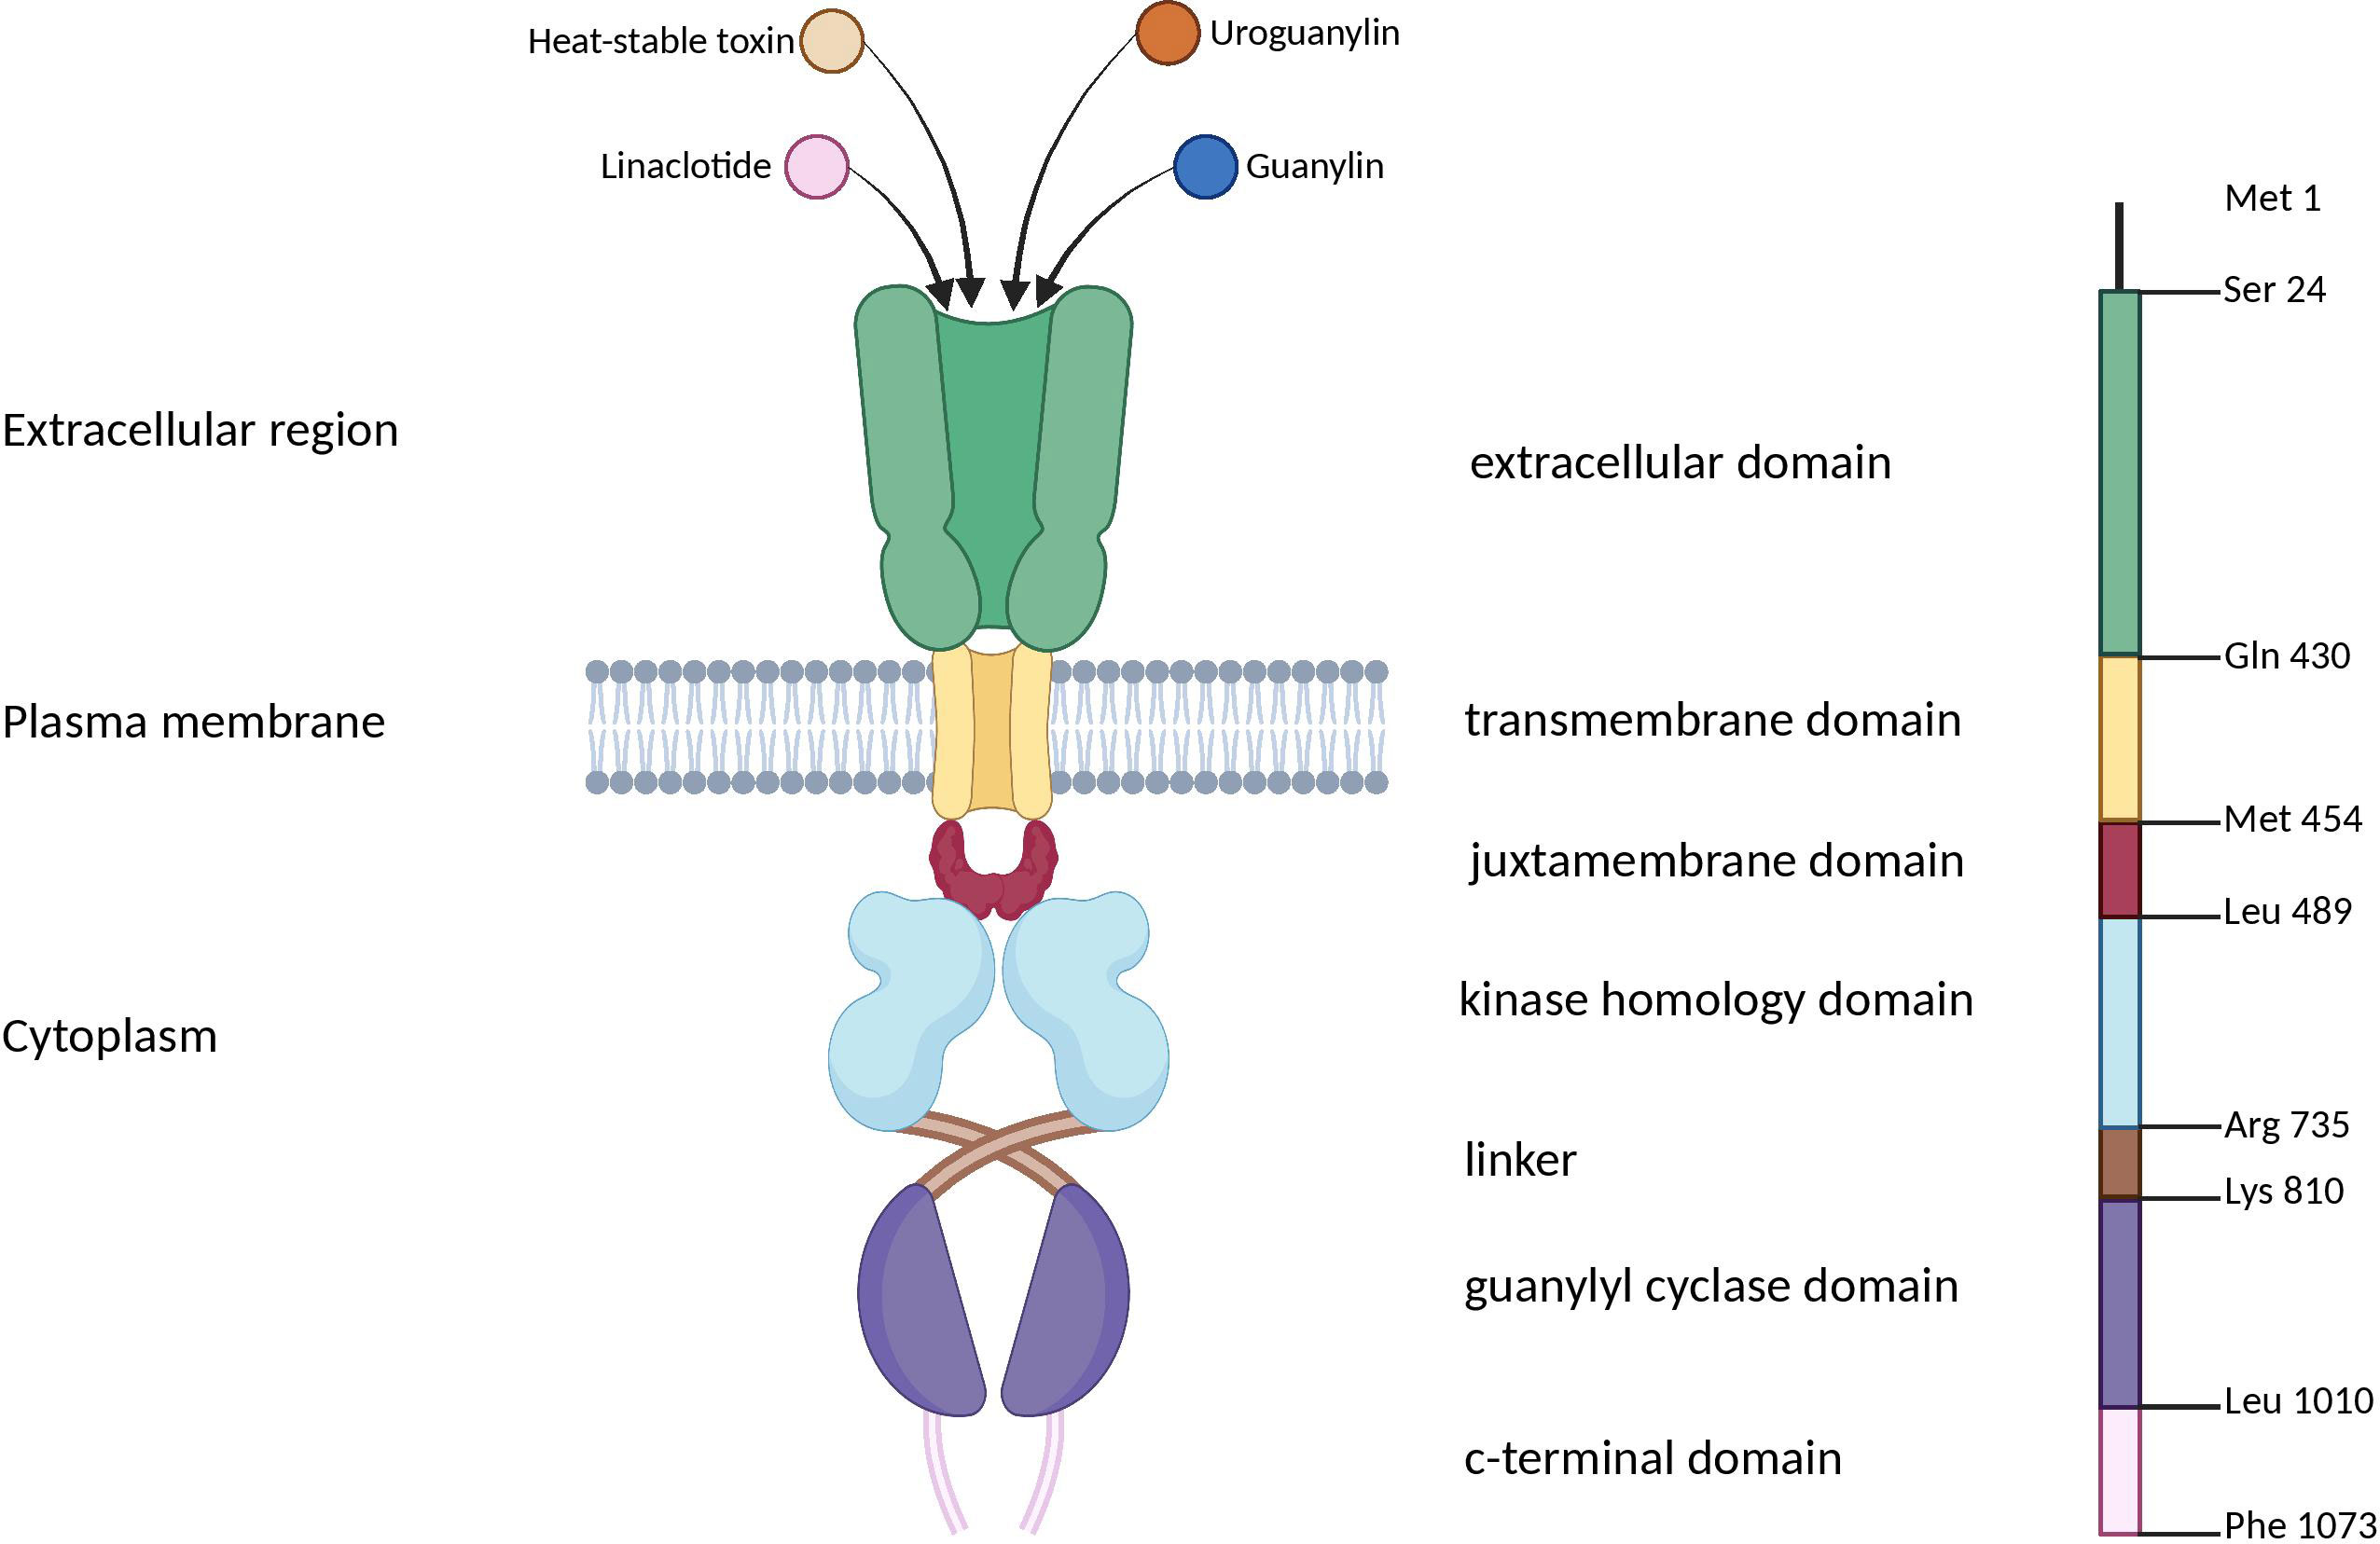 Heat-stable toxin
Uroguanylin
Linaclotide
Guanylin
Met 1
Ser 24
Extracellular region
extracellular domain
Gln 430
Plasma membrane
transmembrane domain
Met 454
juxtamembrane domain
Leu 489
kinase homology domain
Cytoplasm
Arg 735
linker
Lys 810
guanylyl cyclase domain
Leu 1010
c-terminal domain
Phe 1073